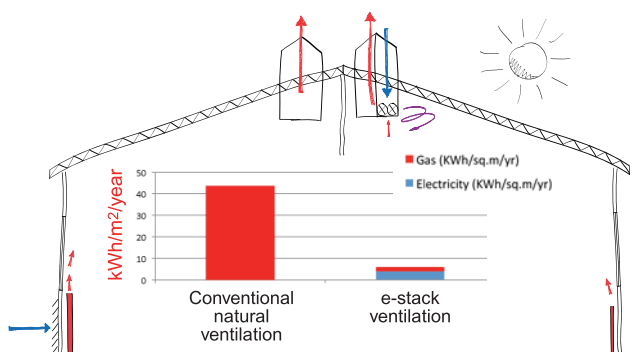 Gas (KWh/sq.m/yr)
Electricity (KWh/sq.m/yr)
kWh/m²/year
50
40
30
20
10
0
Conventional
natural
ventilation
e-stack
ventilation